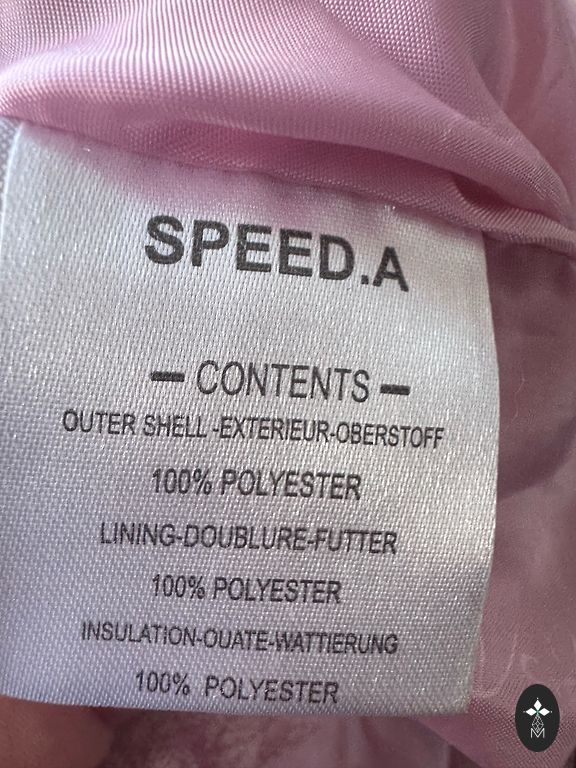 SPEED.A
– CONTENTS –
OUTER SHELL -EXTERIEUR-OBERSTOFF
100% POLYESTER
LINING-DOUBLURE-FUTTER
100% POLYESTER
INSULATION-OUATE-WATTIERUNG
100% POLYESTER